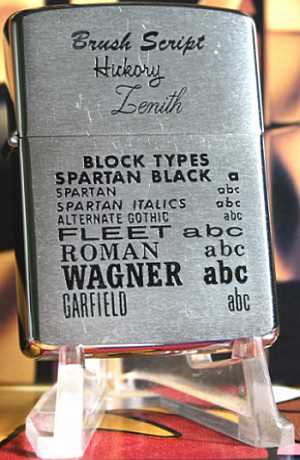 Brush Script
Hickory
Zenith
BLOCK TYPES
SPARTAN BLACK a
SPARTAN abc
SPARTAN ITALICS abc
ALTERNATE GOTHIC abc
FLEET abc
ROMAN abc
WAGNER abc
GARFIELD abc